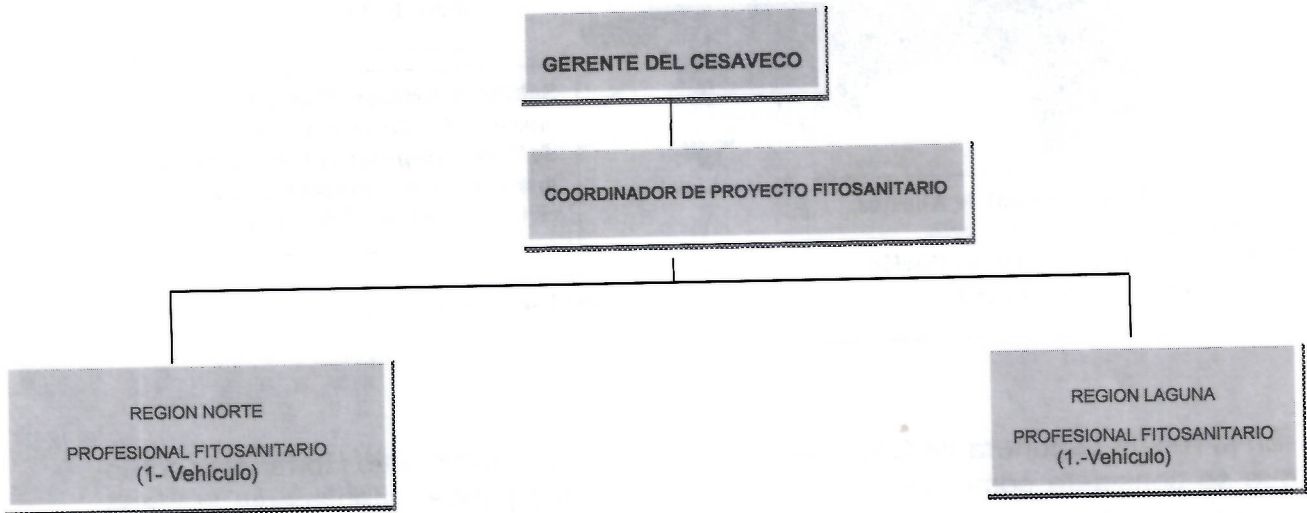 GERENTE DEL CESAVECO
COORDINADOR DE PROYECTO FITOSANITARIO
REGION NORTE
PROFESIONAL FITOSANITARIO
(1- Vehículo)
REGION LAGUNA
PROFESIONAL FITOSANITARIO
(1.-Vehículo)